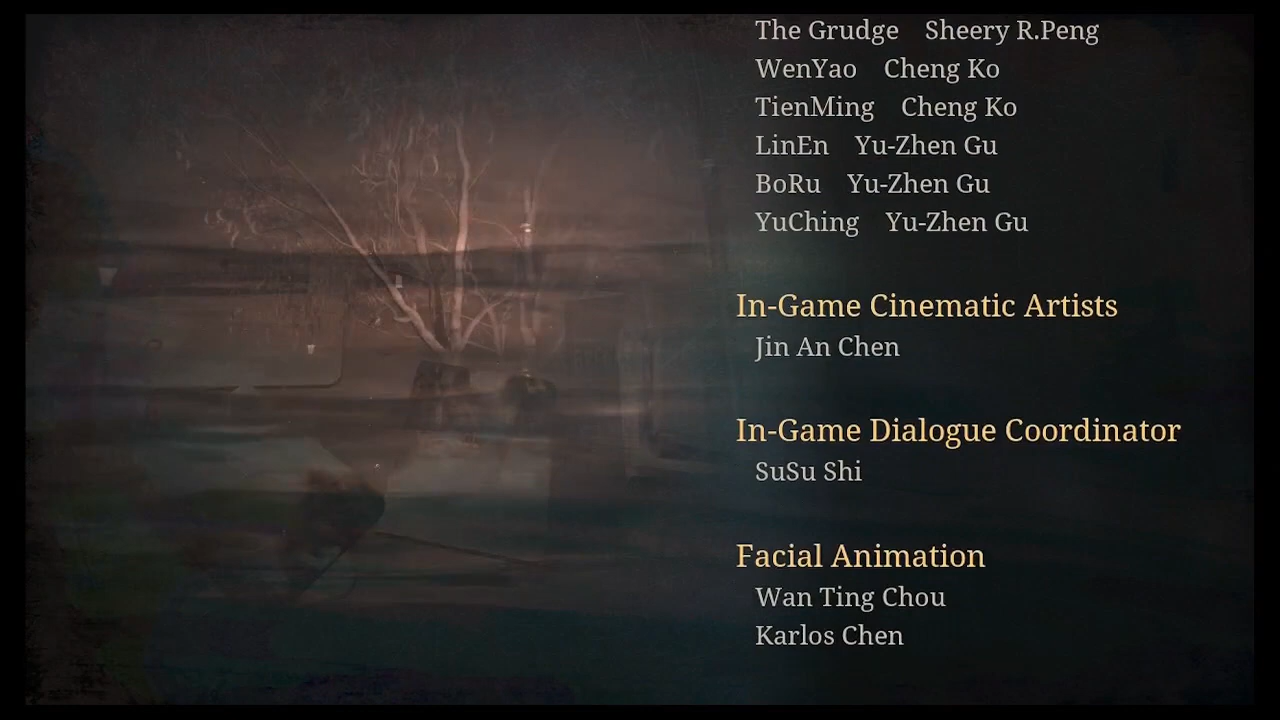 The Grudge Sheery R.Peng
WenYao Cheng Ko
TienMing Cheng Ko
LinEn Yu-Zhen Gu
BoRu Yu-Zhen Gu
YuChing Yu-Zhen Gu
In-Game Cinematic Artists
Jin An Chen
In-Game Dialogue Coordinator
SuSu Shi
Facial Animation
Wan Ting Chou
Karlos Chen